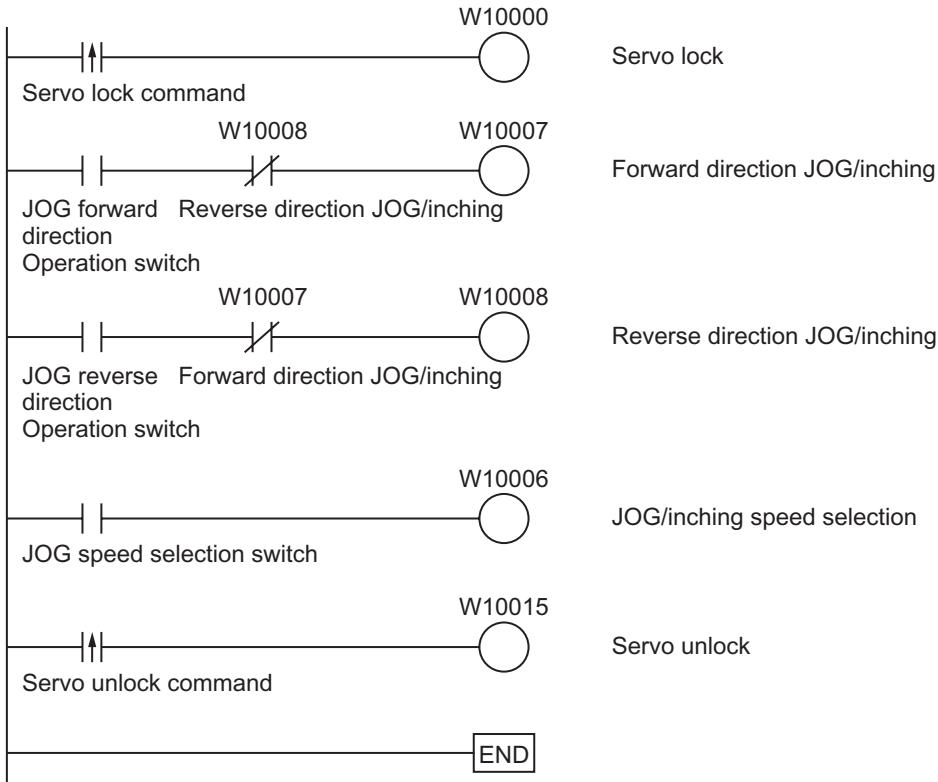 W10000
Servo lock
Servo lock command
W10008 W10007
Forward direction JOG/inching
JOG forward Reverse direction JOG/inching
direction
Operation switch
W10007 W10008
Reverse direction JOG/inching
JOG reverse Forward direction JOG/inching
direction
Operation switch
W10006
JOG/inching speed selection
JOG speed selection switch
W10015
Servo unlock
Servo unlock command
END